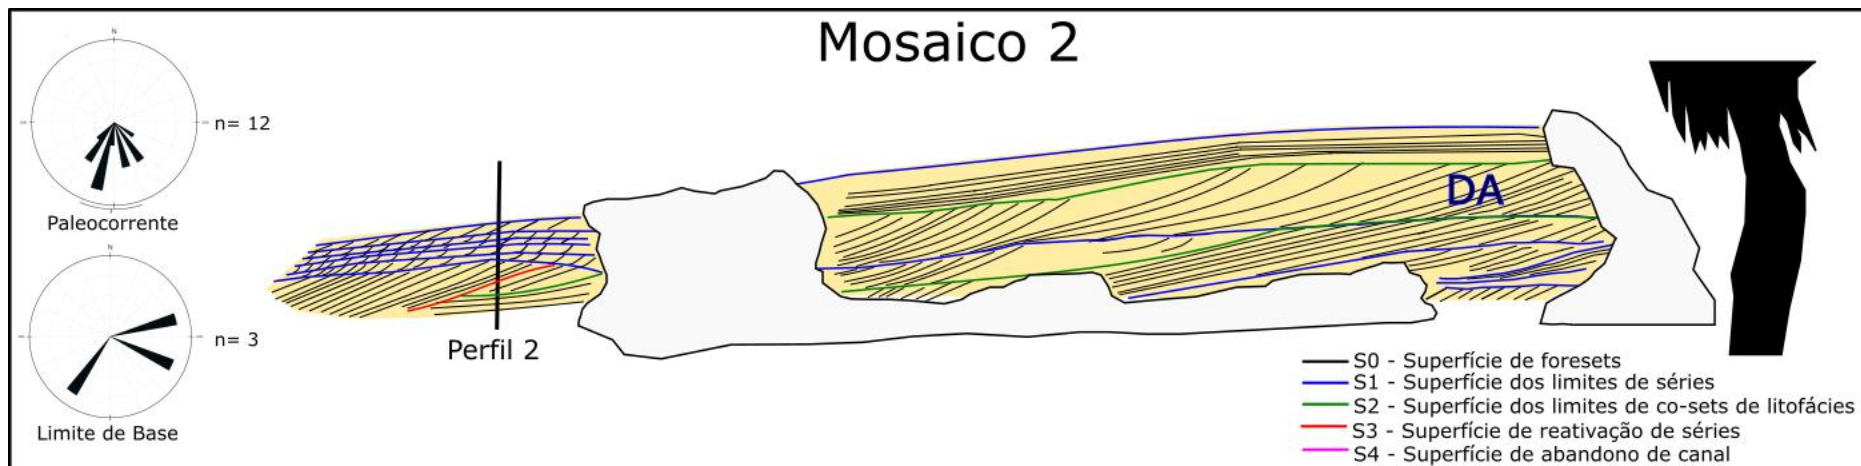 Mosaico 2
N
n= 12
Paleocorrente
N
n= 3
Limite de Base
Perfil 2
DA
S0 - Superfície de foresets
S1 - Superfície dos limites de séries
S2 - Superfície dos limites de co-sets de litofácies
S3 - Superfície de reativação de séries
S4 - Superfície de abandono de canal